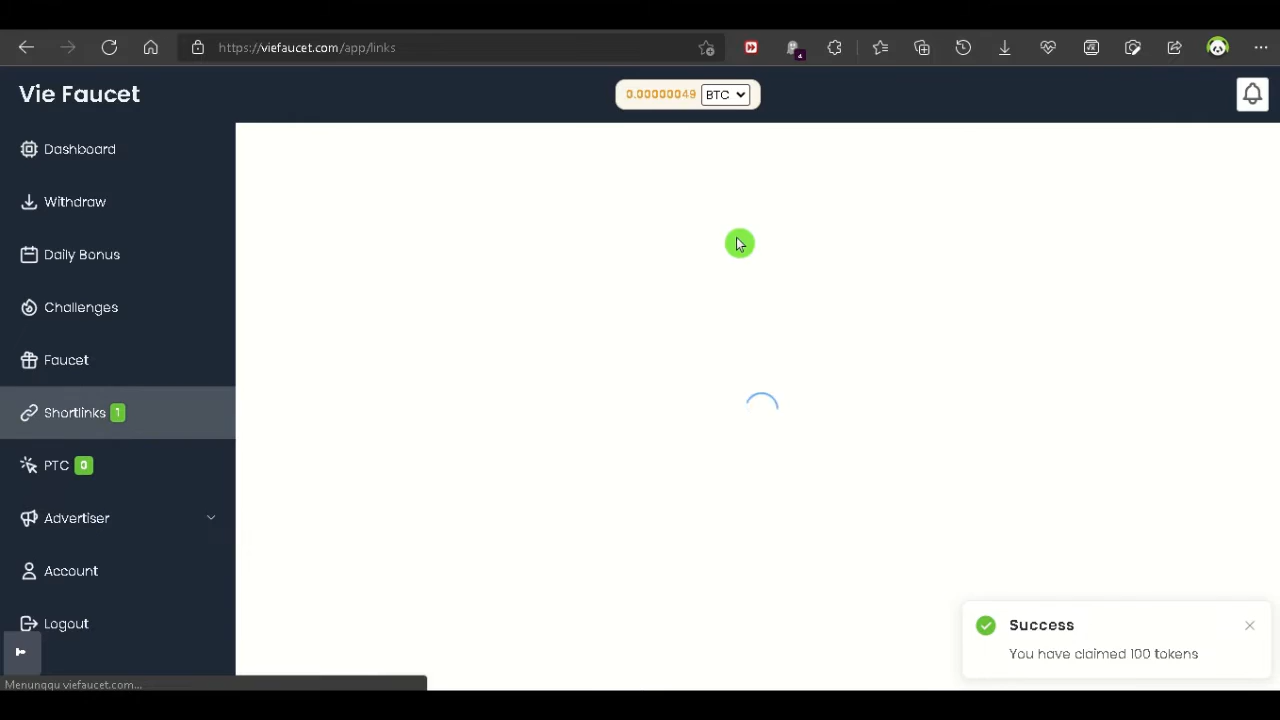 https://viefaucet.com/app/links
4
Vie Faucet
0.00000049 BTC
Dashboard
Withdraw
Daily Bonus
Challenges
Faucet
Shortlinks 1
PTC 0
Advertiser
Account
Logout
Success
You have claimed 100 tokens
Menunggu viefaucet.com...